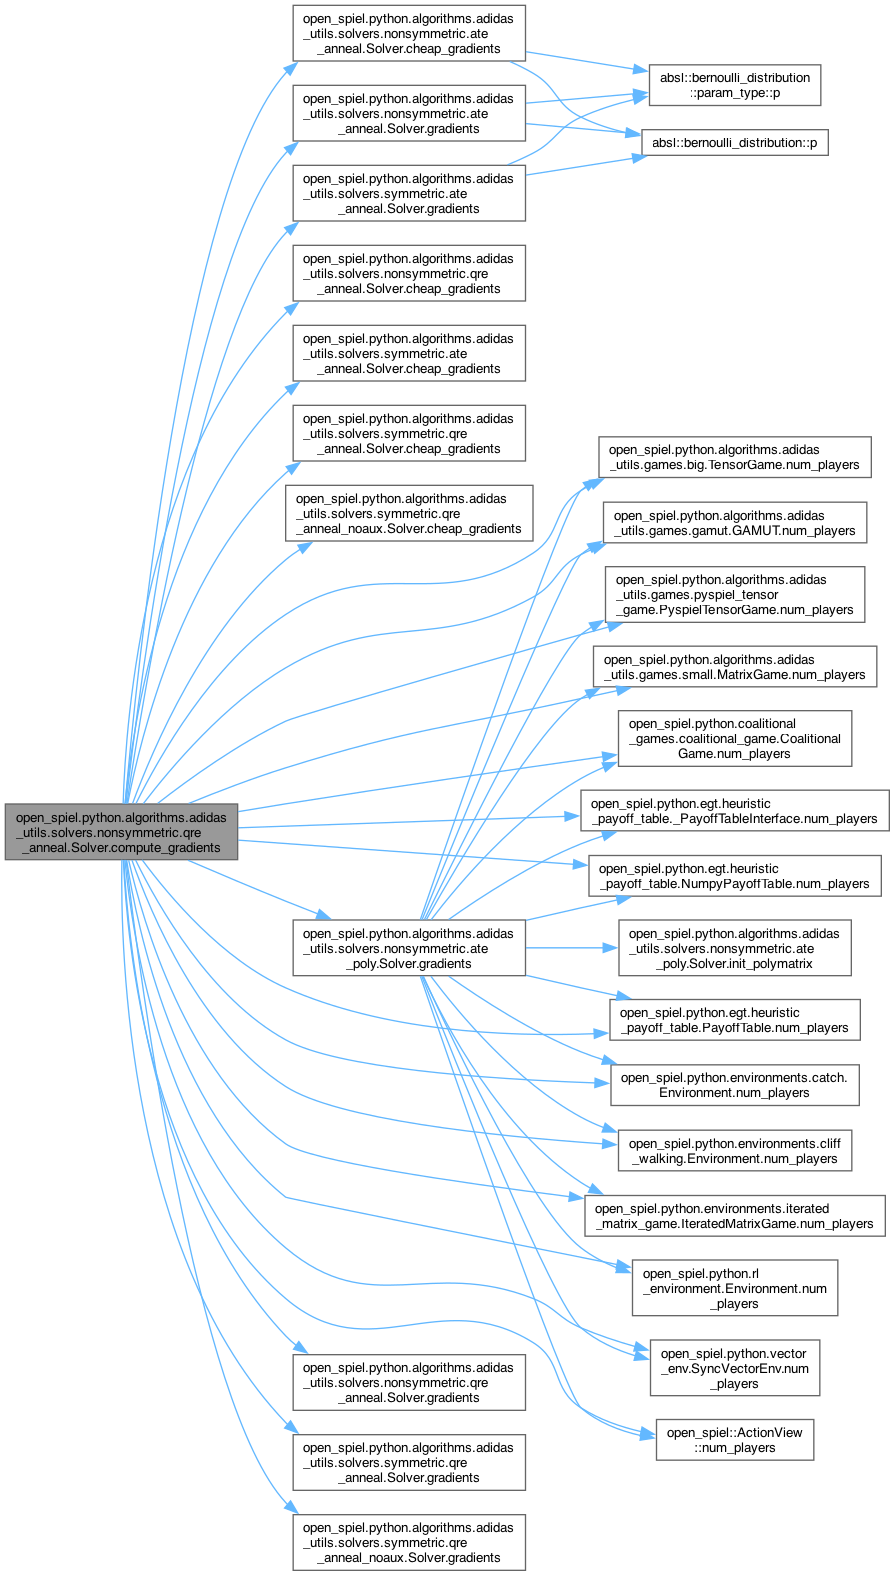 open_spiel.python.algorithms.adidas
_utils.solvers.nonsymmetric.ate
_anneal.Solver.cheap_gradients
absl::bernoulli_distribution
::param_type::p
open_spiel.python.algorithms.adidas
_utils.solvers.nonsymmetric.ate
_anneal.Solver.gradients
absl::bernoulli_distribution::p
open_spiel.python.algorithms.adidas
_utils.solvers.symmetric.ate
_anneal.Solver.gradients
open_spiel.python.algorithms.adidas
_utils.solvers.nonsymmetric.qre
_anneal.Solver.cheap_gradients
open_spiel.python.algorithms.adidas
_utils.solvers.symmetric.ate
_anneal.Solver.cheap_gradients
open_spiel.python.algorithms.adidas
_utils.solvers.symmetric.qre
_anneal.Solver.cheap_gradients
open_spiel.python.algorithms.adidas
_utils.games.big.TensorGame.num_players
open_spiel.python.algorithms.adidas
_utils.solvers.symmetric.qre
_anneal_noaux.Solver.cheap_gradients
open_spiel.python.algorithms.adidas
_utils.games.gamut.GAMUT.num_players
open_spiel.python.algorithms.adidas
_utils.games.pyspiel_tensor
_game.PyspielTensorGame.num_players
open_spiel.python.algorithms.adidas
_utils.games.small.MatrixGame.num_players
open_spiel.python.coalitional
_games.coalitional_game.Coalitional
Game.num_players
open_spiel.python.algorithms.adidas
_utils.solvers.nonsymmetric.qre
_anneal.Solver.compute_gradients
open_spiel.python.egt.heuristic
_payoff_table._PayoffTableInterface.num_players
open_spiel.python.egt.heuristic
_payoff_table.NumpyPayoffTable.num_players
open_spiel.python.algorithms.adidas
_utils.solvers.nonsymmetric.ate
_poly.Solver.gradients
open_spiel.python.algorithms.adidas
_utils.solvers.nonsymmetric.ate
_poly.Solver.init_polymatrix
open_spiel.python.egt.heuristic
_payoff_table.PayoffTable.num_players
open_spiel.python.environments.catch.
Environment.num_players
open_spiel.python.environments.cliff
_walking.Environment.num_players
open_spiel.python.environments.iterated
_matrix_game.IteratedMatrixGame.num_players
open_spiel.python.rl
_environment.Environment.num
_players
open_spiel.python.vector
_env.SyncVectorEnv.num
_players
open_spiel.python.algorithms.adidas
_utils.solvers.nonsymmetric.qre
_anneal.Solver.gradients
open_spiel::ActionView
::num_players
open_spiel.python.algorithms.adidas
_utils.solvers.symmetric.qre
_anneal.Solver.gradients
open_spiel.python.algorithms.adidas
_utils.solvers.symmetric.qre
_anneal_noaux.Solver.gradients